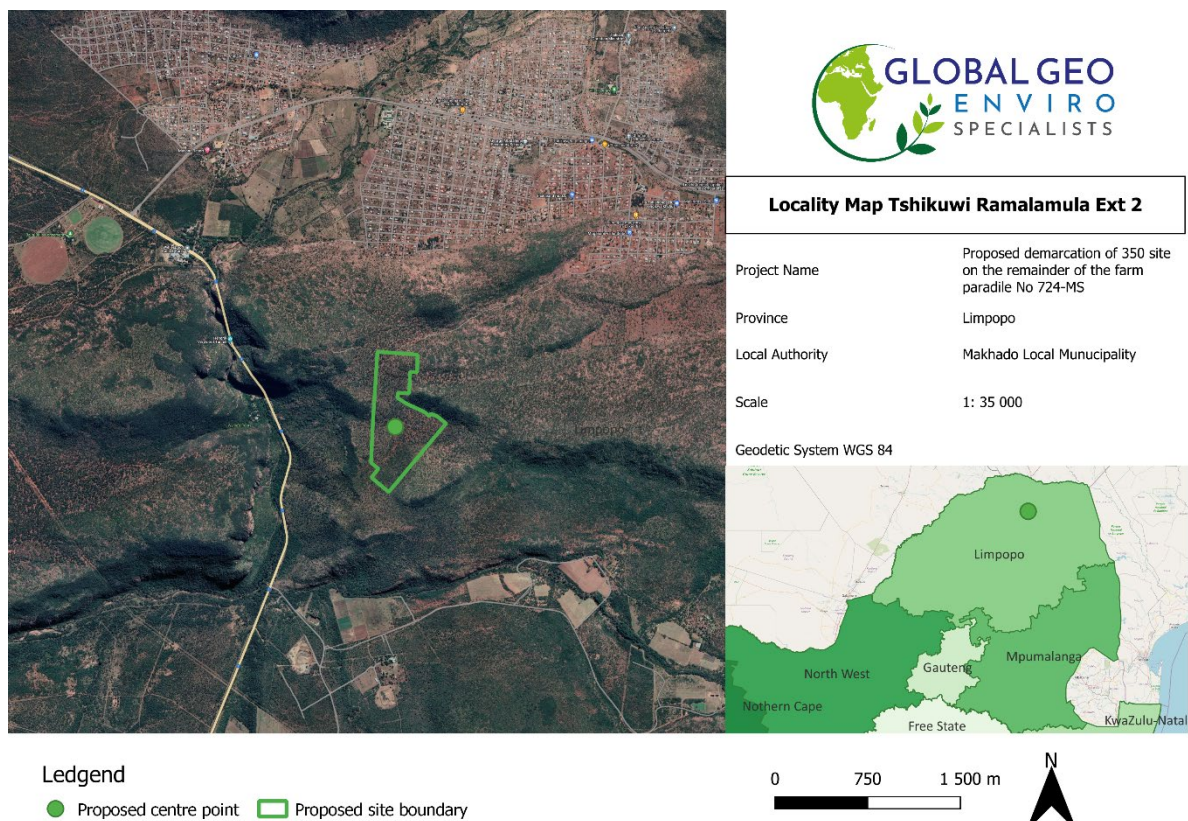 GLOBAL GEO
ENVIRO
SPECIALISTS
Locality Map Tshikuwi Ramalamula Ext 2
Project Name
Proposed demarcation of 350 site
on the remainder of the farm
paradile No 724-MS
Province
Limpopo
Local Authority
Makhado Local Munucipality
Scale
1: 35 000
Geodetic System WGS 84
Limpopo
Limpopo
North West
Gauteng
Mpumalanga
Nothern Cape
Free State
KwaZulu-Natal
Ledgend
Proposed centre point
Proposed site boundary
0 750 1 500 m
N